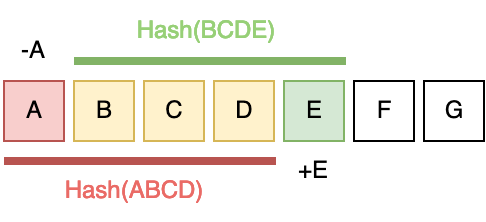 Hash(BCDE)
-A
A B C D E F G
+E
Hash(ABCD)